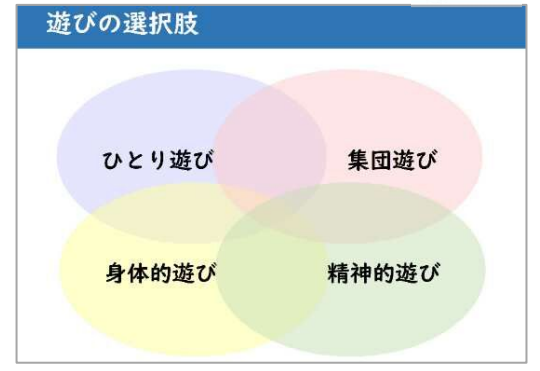 遊びの選択肢
ひとり遊び
集団遊び
身体的遊び
精神的遊び